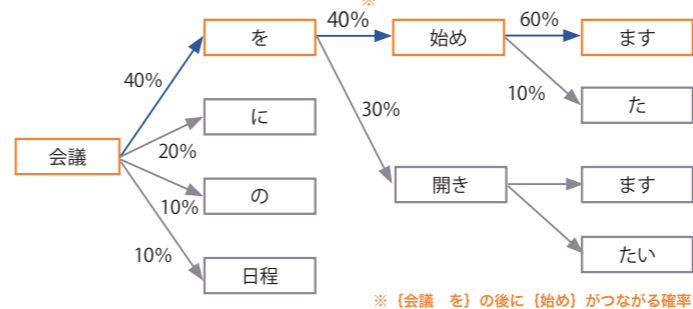 ※
を
40%
始め
60%
ます
40%
10%
た
に
30%
20%
会議
の
10%
開き
ます
10%
日程
たい
※ {会議　を} の後に {始め} がつながる確率